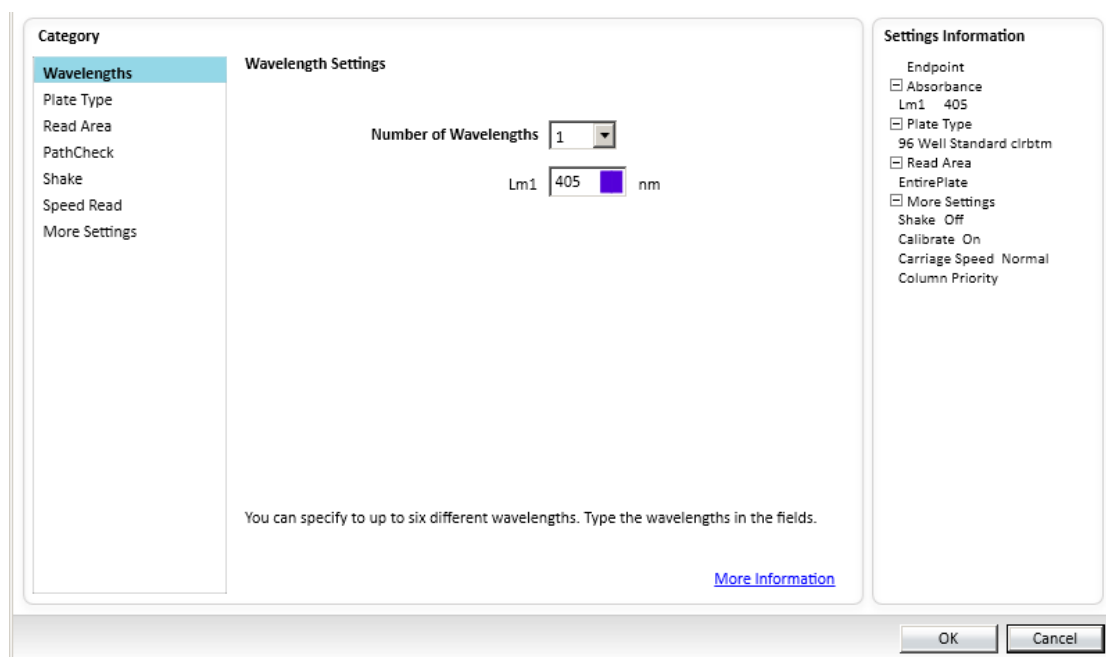 Category
Wavelengths
Plate Type
Read Area
PathCheck
Shake
Speed Read
More Settings
Wavelength Settings
Number of Wavelengths 1
Lm1 405 nm
You can specify to up to six different wavelengths. Type the wavelengths in the fields.
More Information
Settings Information
Endpoint
Absorbance
Lm1 405
Plate Type
96 Well Standard clrbtm
Read Area
EntirePlate
More Settings
Shake Off
Calibrate On
Carriage Speed Normal
Column Priority
OK Cancel